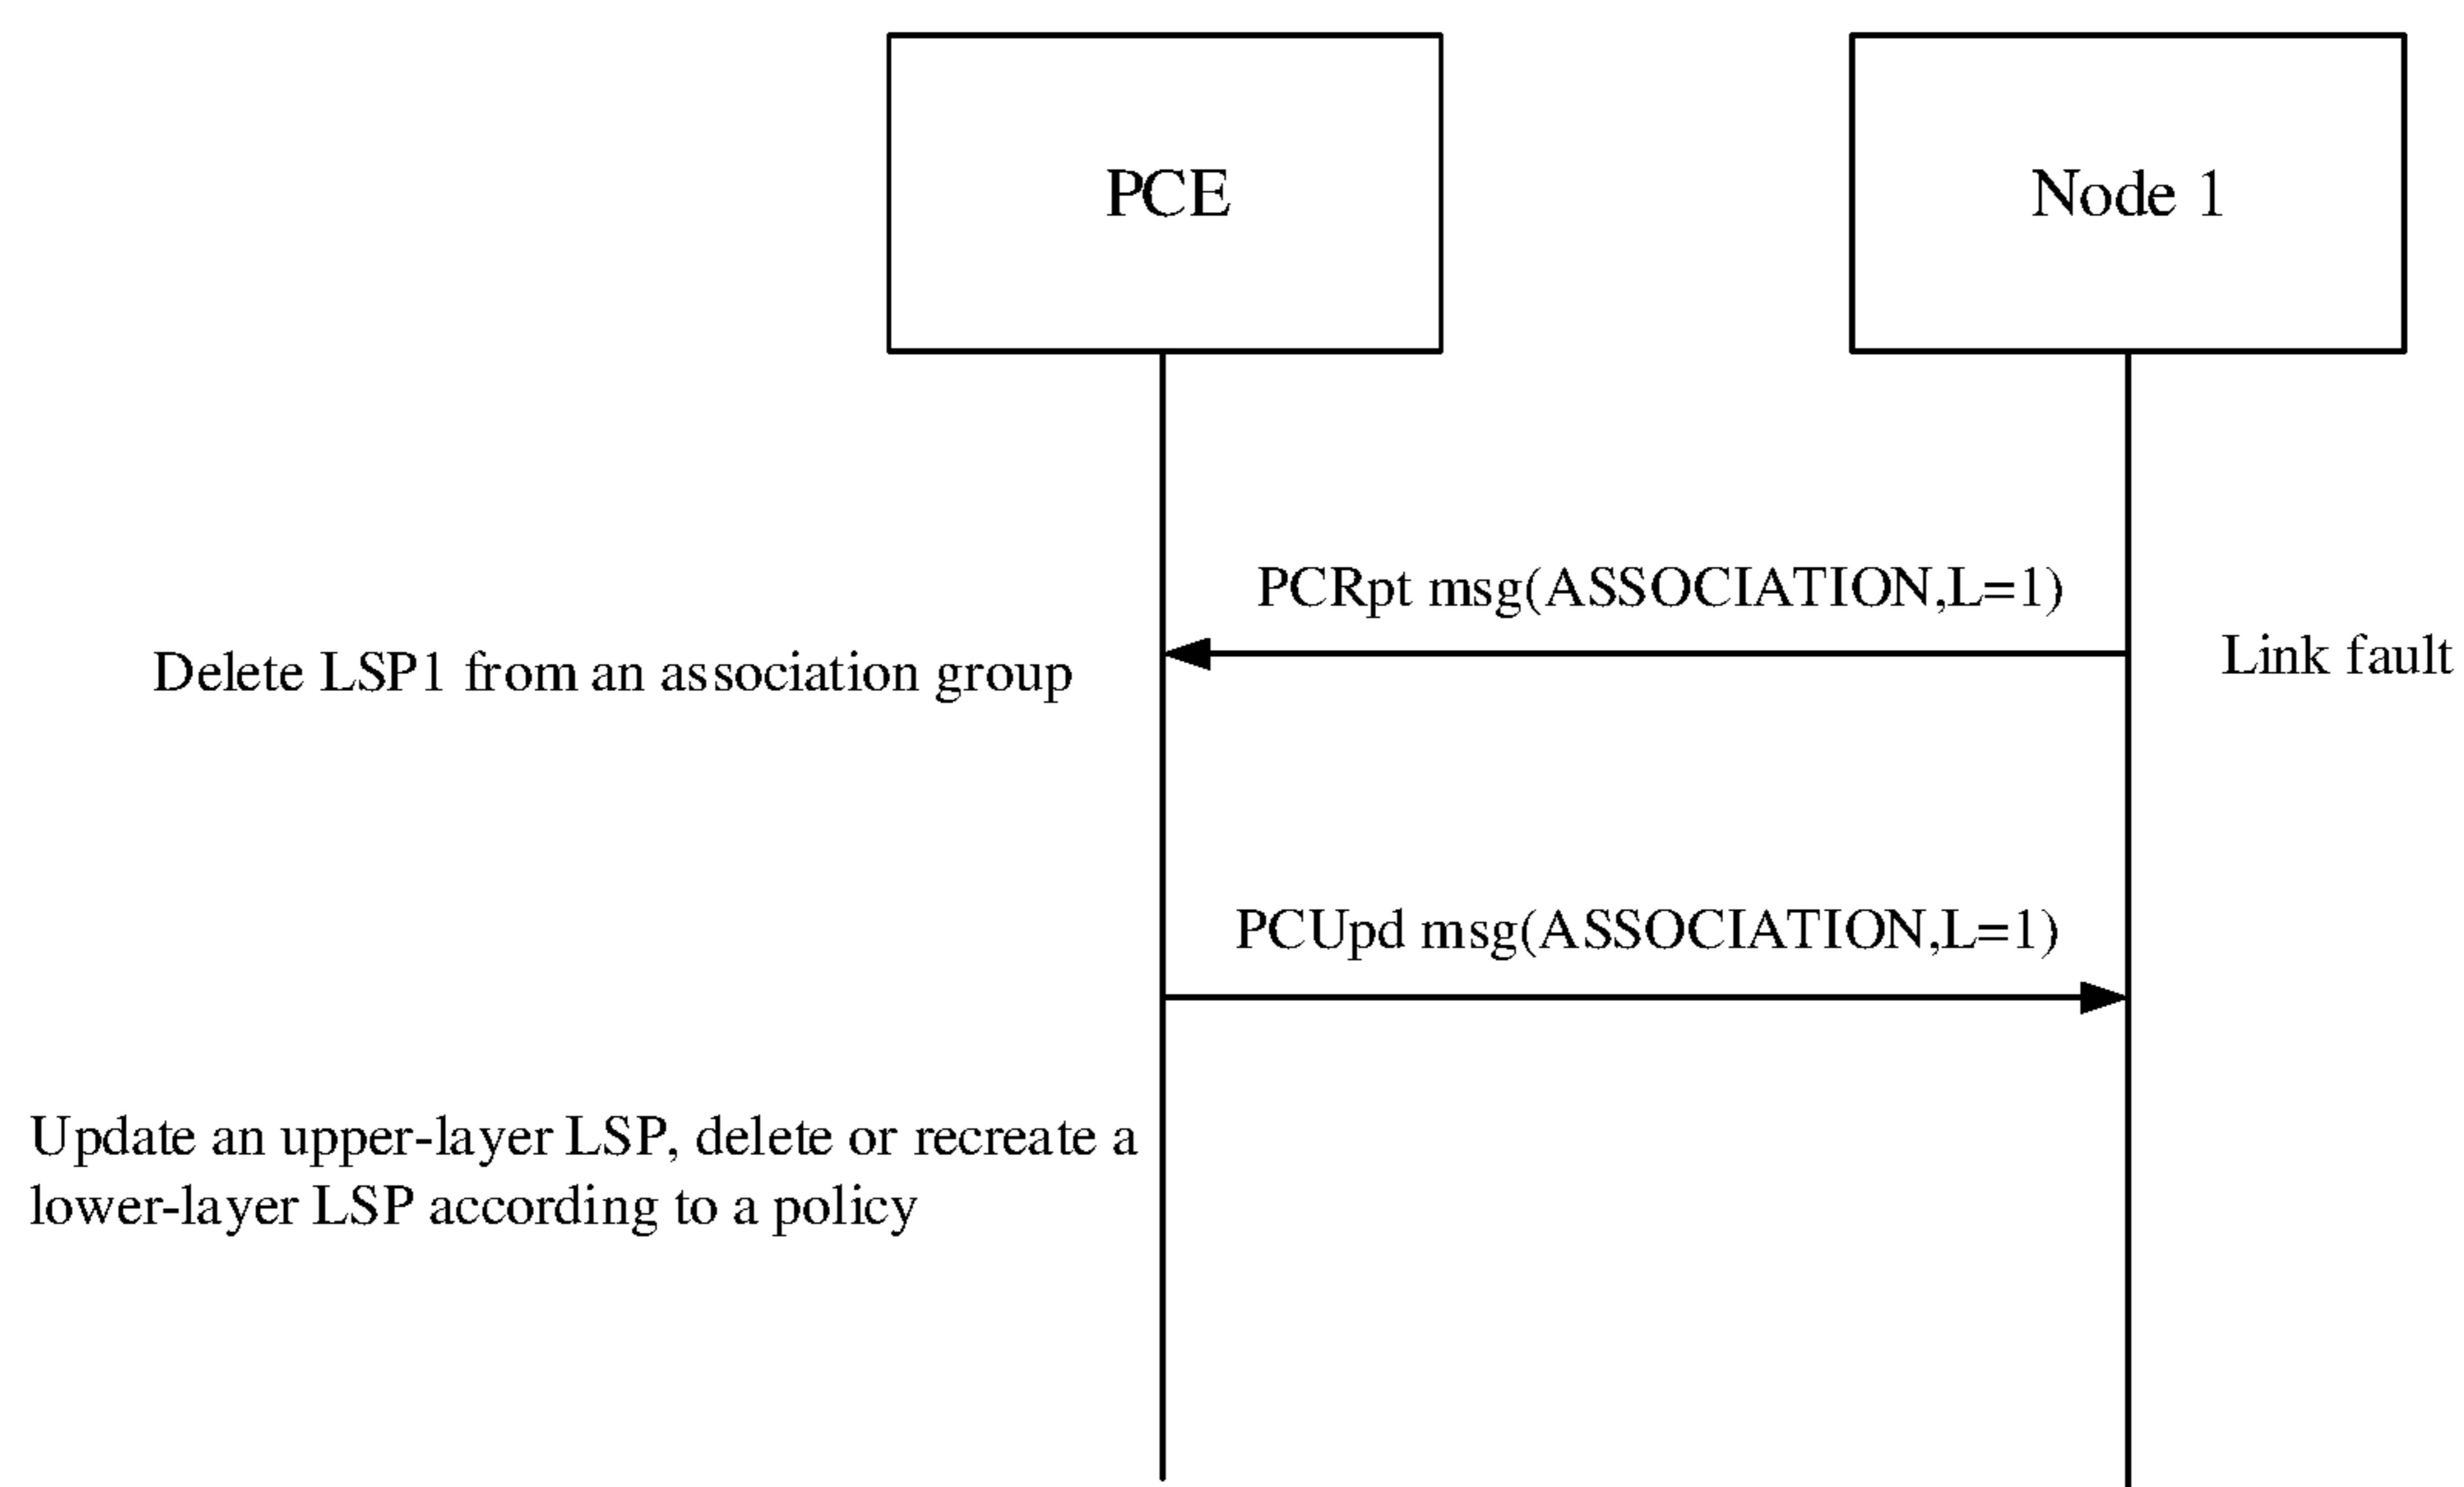 PCE
Node 1
PCRpt msg(ASSOCIATION,L=1)
Link fault
Delete LSP1 from an association group
PCUpd msg(ASSOCIATION,L=1)
Update an upper-layer LSP, delete or recreate a
lower-layer LSP according to a policy